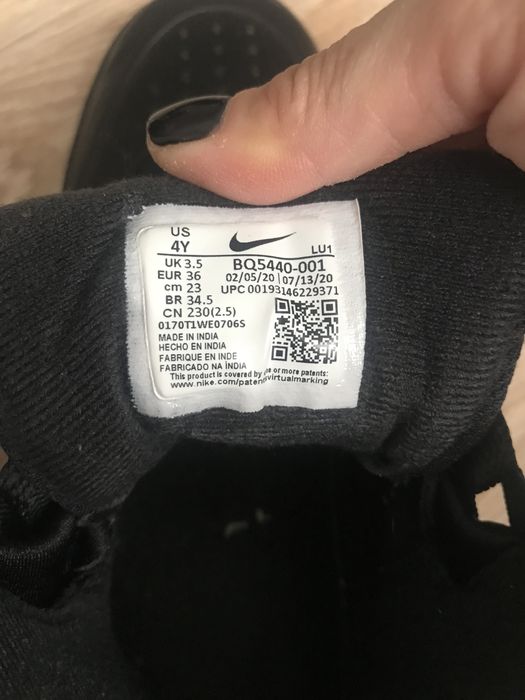 US
4Y
LU1
UK 3.5
BQ5440-001
EUR 36
02/05/20 07/13/20
cm 23
UPC 00193146229371
BR 34.5
CN 230(2.5)
0170T1WE0706S
MADE IN INDIA
HECHO EN INDIA
FABRIQUE EN INDE
FABRICADO NA INDIA
This product is covered by or more patents:
www.nike.com/